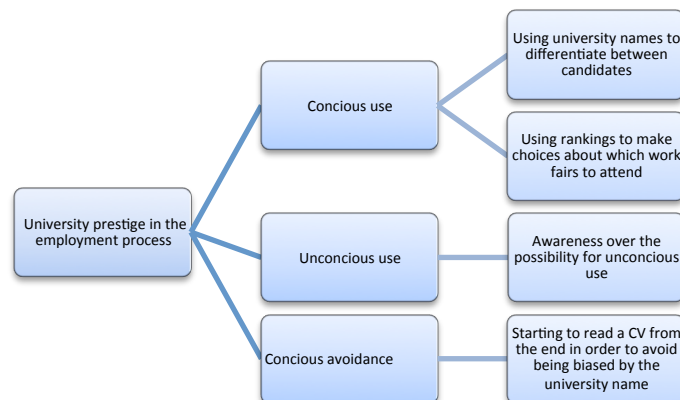 University prestige in the
employment process
Concious use
Using university names to
differentiate between
candidates
Using rankings to make
choices about which work
fairs to attend
Unconcious use
Awareness over the
possibility for unconcious
use
Concious avoidance
Starting to read a CV from
the end in order to avoid
being biased by the
university name